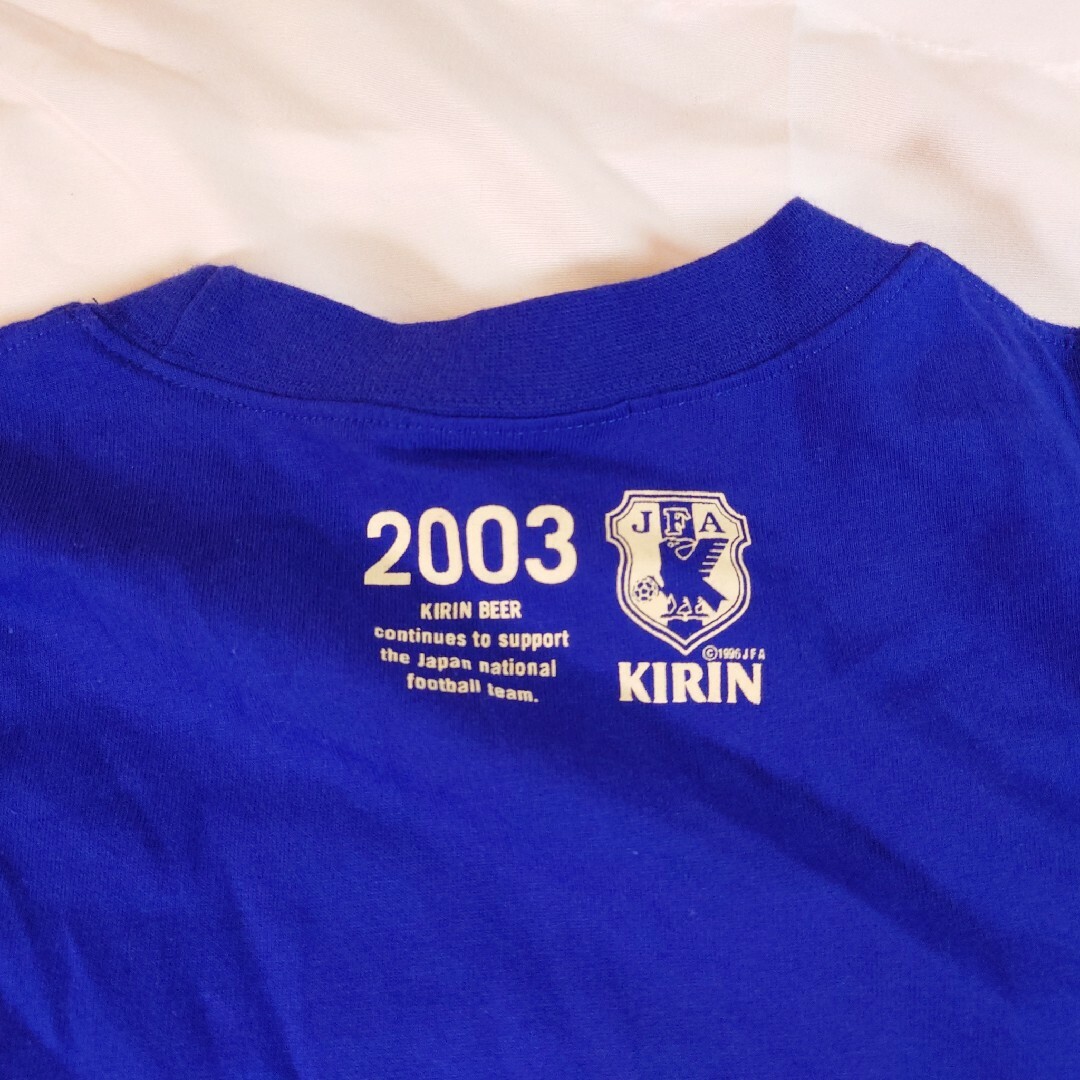 2003
KIRIN BEER
continues to support
the Japan national
football team.
JFA
©1996 JFA
KIRIN